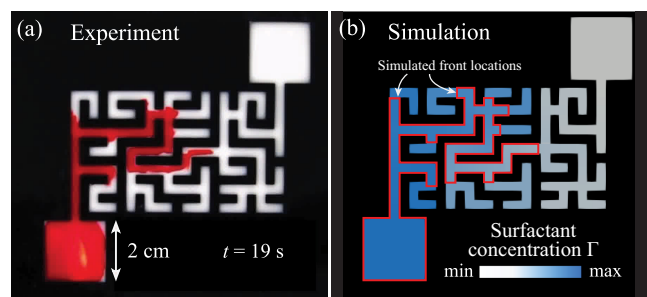 (a) Experiment
2 cm
t = 19 s
(b) Simulation
Simulated front locations
Surfactant
concentration Γ
min max